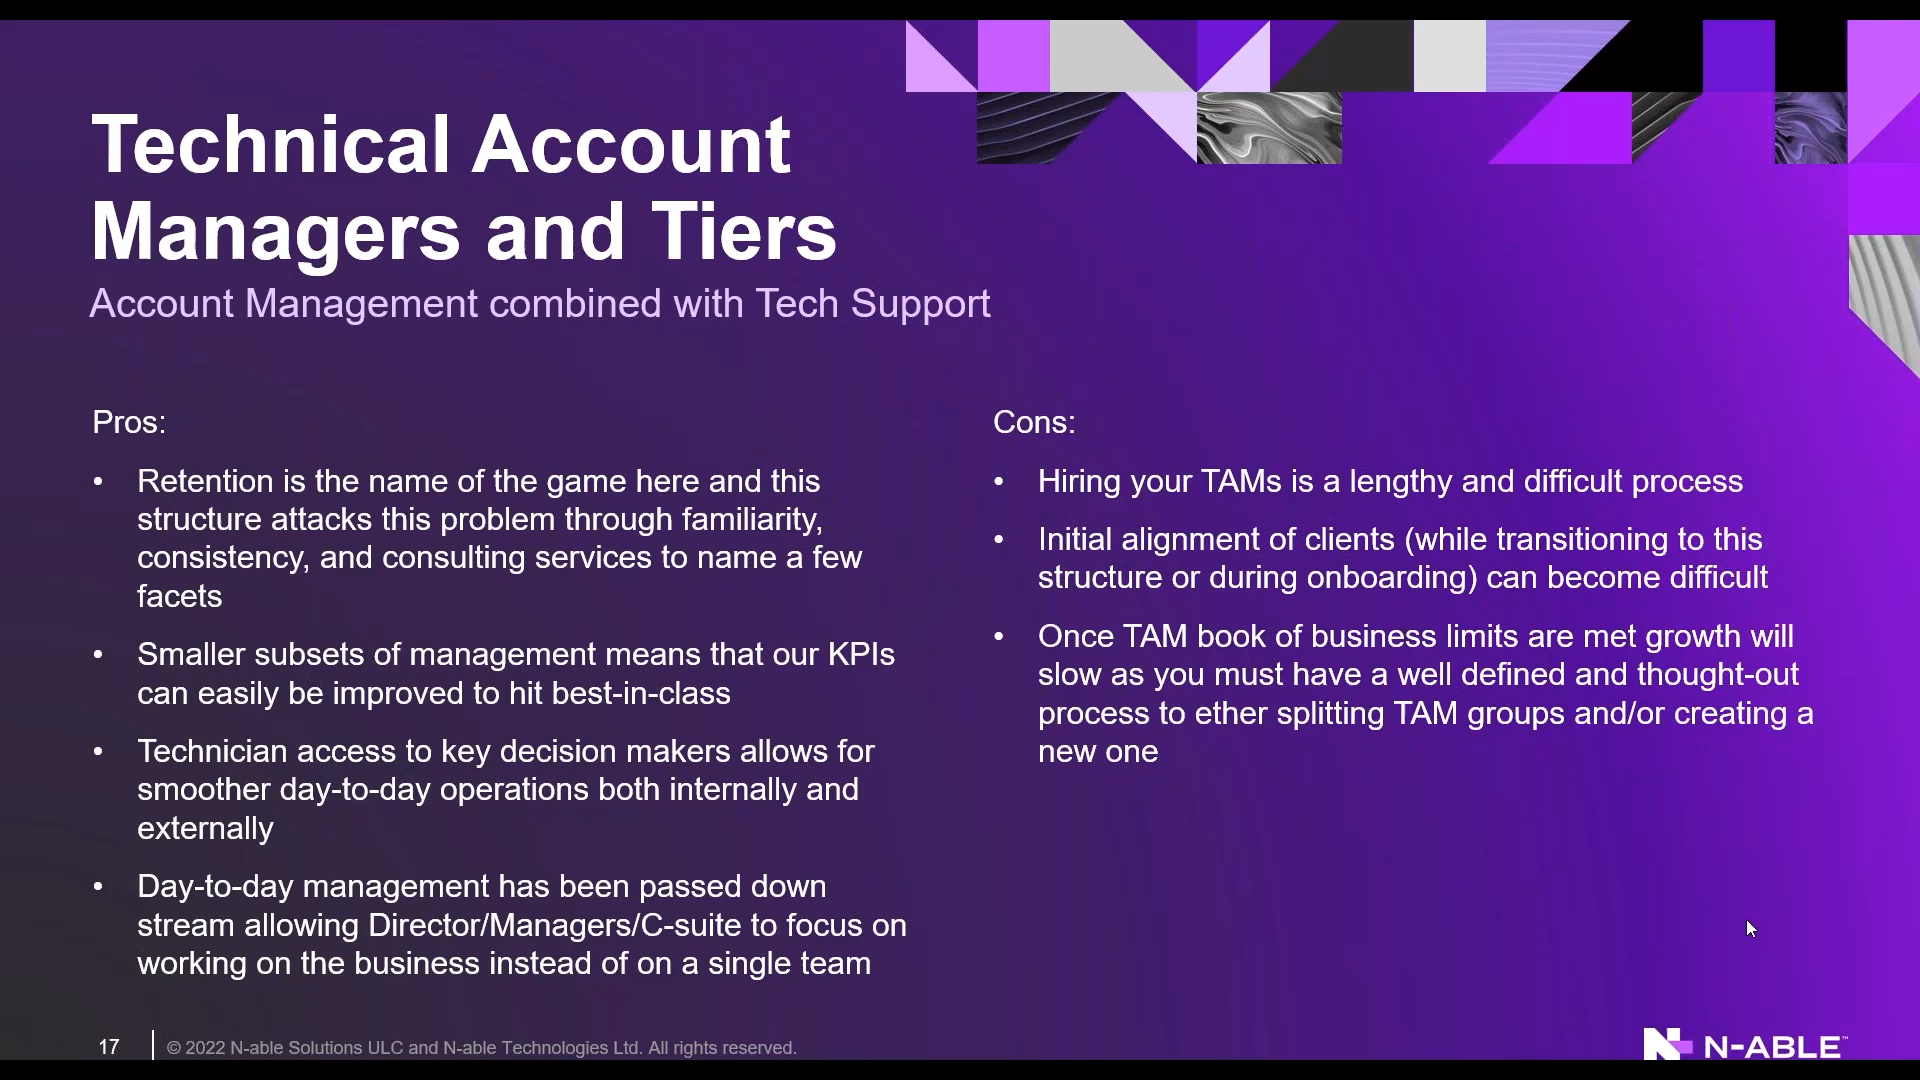 Technical Account
Managers and Tiers
Account Management combined with Tech Support
Pros:
• Retention is the name of the game here and this
structure attacks this problem through familiarity,
consistency, and consulting services to name a few
facets
• Smaller subsets of management means that our KPIs
can easily be improved to hit best-in-class
• Technician access to key decision makers allows for
smoother day-to-day operations both internally and
externally
• Day-to-day management has been passed down
stream allowing Director/Managers/C-suite to focus on
working on the business instead of on a single team
Cons:
• Hiring your TAMs is a lengthy and difficult process
• Initial alignment of clients (while transitioning to this
structure or during onboarding) can become difficult
• Once TAM book of business limits are met growth will
slow as you must have a well defined and thought-out
process to ether splitting TAM groups and/or creating a
new one
17
© 2022 N-able Solutions ULC and N-able Technologies Ltd. All rights reserved.
N-ABLE™